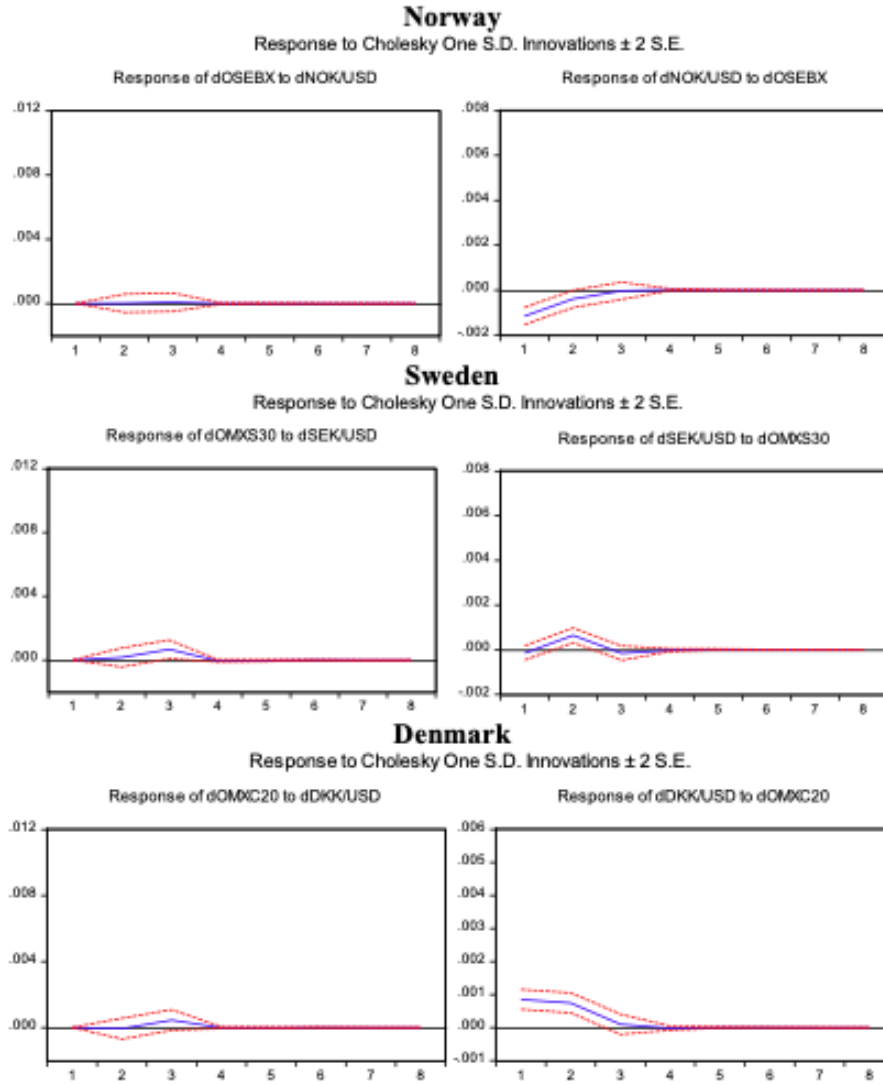 Norway
Response to Cholesky One S.D. Innovations ± 2 S.E.
Response of dOSEBX to dNOK/USD
.012
.008
.004
.000
1 2 3 4 5 6 7 8
Response of dNOK/USD to dOSEBX
.008
.006
.004
.002
.000
-.002
1 2 3 4 5 6 7 8
Sweden
Response to Cholesky One S.D. Innovations ± 2 S.E.
Response of dOMXS30 to dSEK/USD
.012
.008
.004
.000
1 2 3 4 5 6 7 8
Response of dSEK/USD to dOMXS30
.008
.006
.004
.002
.000
-.002
1 2 3 4 5 6 7 8
Denmark
Response to Cholesky One S.D. Innovations ± 2 S.E.
Response of dOMXC20 to dDKK/USD
.012
.008
.004
.000
1 2 3 4 5 6 7 8
Response of dDKK/USD to dOMXC20
.006
.005
.004
.003
.002
.001
.000
-.001
1 2 3 4 5 6 7 8